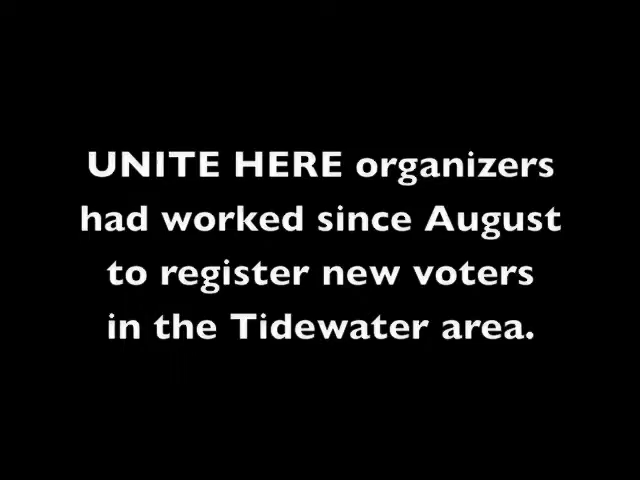 UNITE HERE organizers
had worked since August
to register new voters
in the Tidewater area.